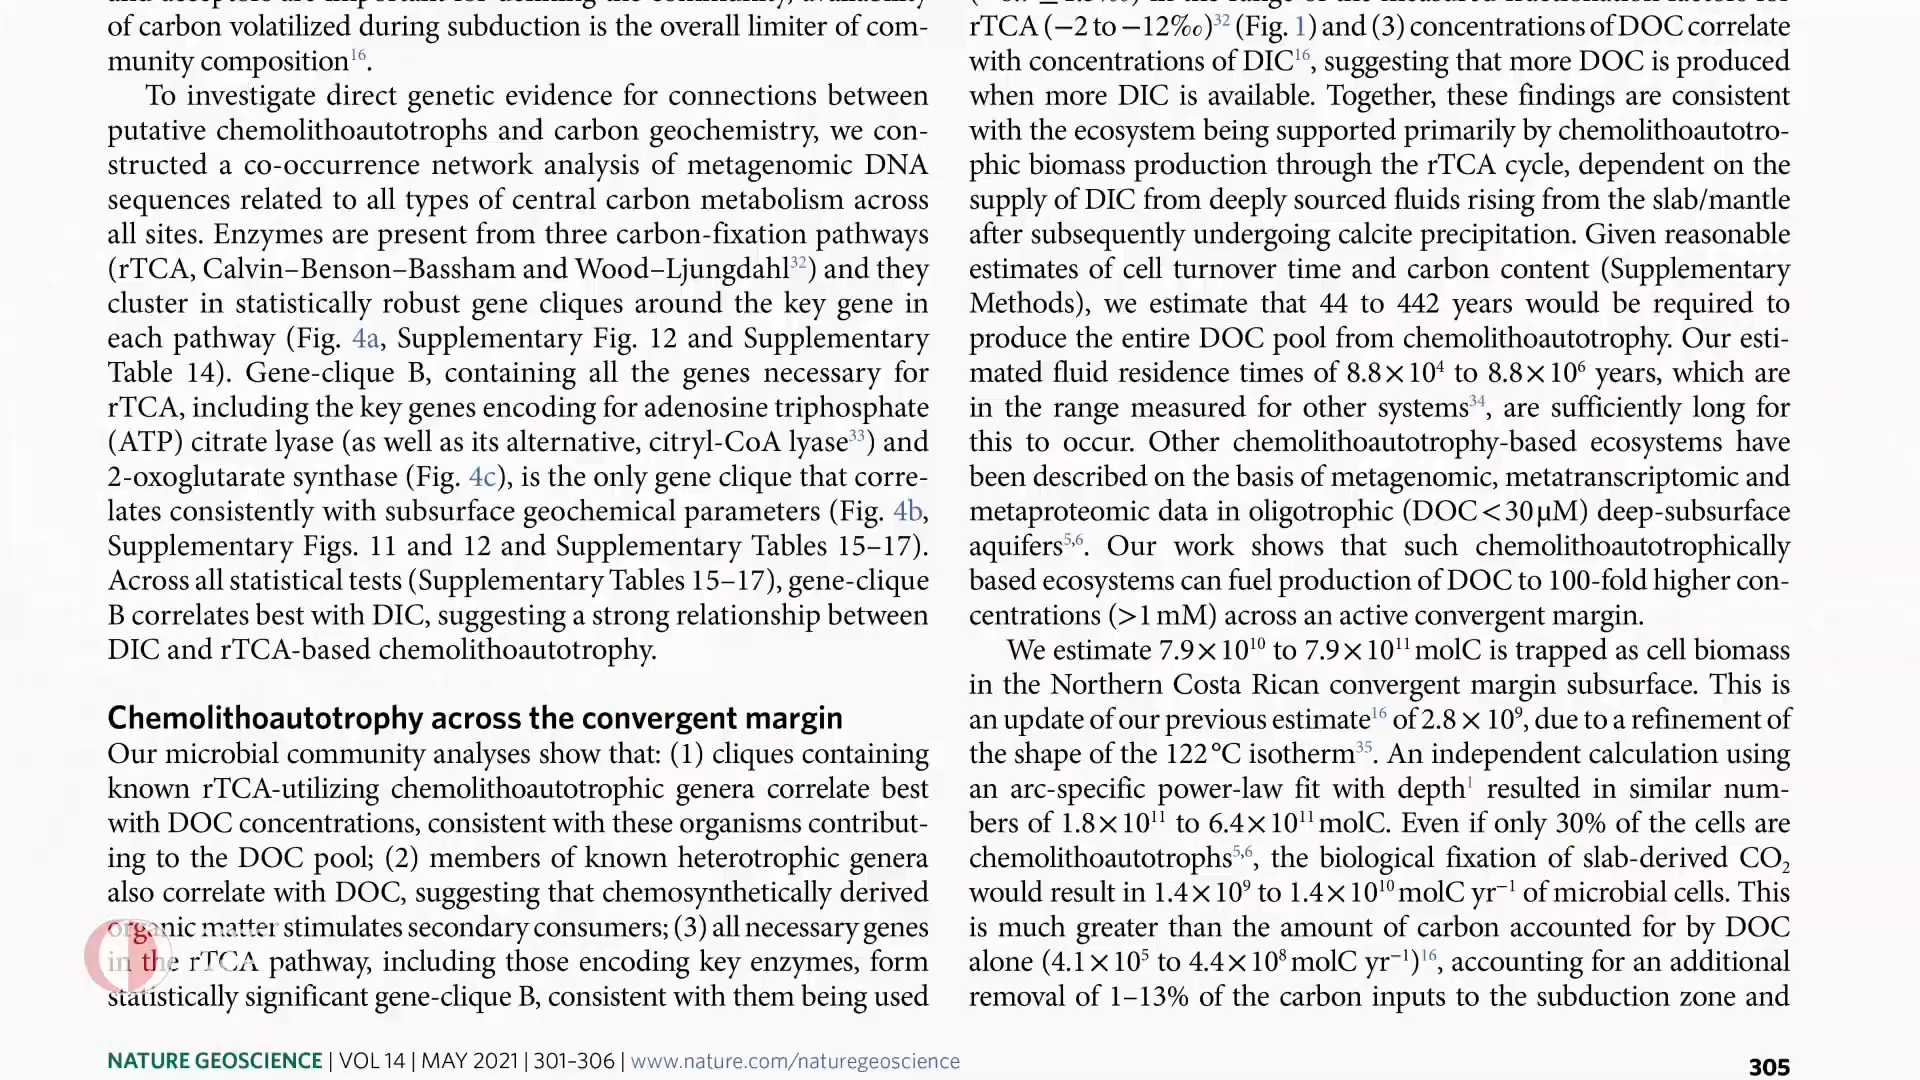 of carbon volatilized during subduction is the overall limiter of com-
munity composition16.
To investigate direct genetic evidence for connections between
putative chemolithoautotrophs and carbon geochemistry, we con-
structed a co-occurrence network analysis of metagenomic DNA
sequences related to all types of central carbon metabolism across
all sites. Enzymes are present from three carbon-fixation pathways
(rTCA, Calvin–Benson–Bassham and Wood–Ljungdahl32) and they
cluster in statistically robust gene cliques around the key gene in
each pathway (Fig. 4a, Supplementary Fig. 12 and Supplementary
Table 14). Gene-clique B, containing all the genes necessary for
rTCA, including the key genes encoding for adenosine triphosphate
(ATP) citrate lyase (as well as its alternative, citryl-CoA lyase33) and
2-oxoglutarate synthase (Fig. 4c), is the only gene clique that corre-
lates consistently with subsurface geochemical parameters (Fig. 4b,
Supplementary Figs. 11 and 12 and Supplementary Tables 15–17).
Across all statistical tests (Supplementary Tables 15–17), gene-clique
B correlates best with DIC, suggesting a strong relationship between
DIC and rTCA-based chemolithoautotrophy.
Chemolithoautotrophy across the convergent margin
Our microbial community analyses show that: (1) cliques containing
known rTCA-utilizing chemolithoautotrophic genera correlate best
with DOC concentrations, consistent with these organisms contribut-
ing to the DOC pool; (2) members of known heterotrophic genera
also correlate with DOC, suggesting that chemosynthetically derived
organic matter stimulates secondary consumers; (3) all necessary genes
in the rTCA pathway, including those encoding key enzymes, form
statistically significant gene-clique B, consistent with them being used
rTCA (−2 to −12‰)32 (Fig. 1) and (3) concentrations of DOC correlate
with concentrations of DIC16, suggesting that more DOC is produced
when more DIC is available. Together, these findings are consistent
with the ecosystem being supported primarily by chemolithoautotro-
phic biomass production through the rTCA cycle, dependent on the
supply of DIC from deeply sourced fluids rising from the slab/mantle
after subsequently undergoing calcite precipitation. Given reasonable
estimates of cell turnover time and carbon content (Supplementary
Methods), we estimate that 44 to 442 years would be required to
produce the entire DOC pool from chemolithoautotrophy. Our esti-
mated fluid residence times of 8.8×10⁴ to 8.8×10⁶ years, which are
in the range measured for other systems34, are sufficiently long for
this to occur. Other chemolithoautotrophy-based ecosystems have
been described on the basis of metagenomic, metatranscriptomic and
metaproteomic data in oligotrophic (DOC<30μM) deep-subsurface
aquifers5,6. Our work shows that such chemolithoautotrophically
based ecosystems can fuel production of DOC to 100-fold higher con-
centrations (>1mM) across an active convergent margin.
We estimate 7.9×10¹⁰ to 7.9×10¹¹ molC is trapped as cell biomass
in the Northern Costa Rican convergent margin subsurface. This is
an update of our previous estimate16 of 2.8×10⁹, due to a refinement of
the shape of the 122°C isotherm35. An independent calculation using
an arc-specific power-law fit with depth1 resulted in similar num-
bers of 1.8×10¹¹ to 6.4×10¹¹ molC. Even if only 30% of the cells are
chemolithoautotrophs5,6, the biological fixation of slab-derived CO₂
would result in 1.4×10⁹ to 1.4×10¹⁰ molC yr⁻¹ of microbial cells. This
is much greater than the amount of carbon accounted for by DOC
alone (4.1×10⁵ to 4.4×10⁸ molC yr⁻¹)16, accounting for an additional
removal of 1–13% of the carbon inputs to the subduction zone and
NATURE GEOSCIENCE | VOL 14 | MAY 2021 | 301–306 | www.nature.com/naturegeoscience
305